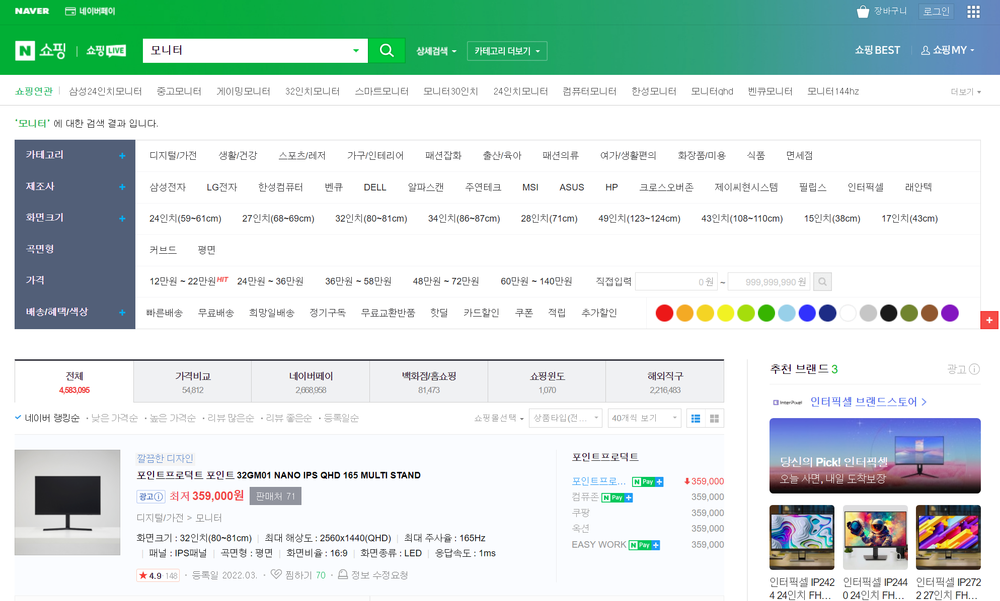 NAVER 네이버페이 장바구니 로그인
N 쇼핑 쇼핑LIVE 모니터 상세검색 카테고리 더보기 쇼핑BEST 쇼핑MY
쇼핑연관 삼성24인치모니터 중고모니터 게이밍모니터 32인치모니터 스마트모니터 모니터30인치 24인치모니터 컴퓨터모니터 한성모니터 모니터qhd 벤큐모니터 모니터144hz 더보기
‘모니터’ 에 대한 검색 결과 입니다.
카테고리 + 디지털/가전 생활/건강 스포츠/레저 가구/인테리어 패션잡화 출산/육아 패션의류 여가/생활편의 화장품/미용 식품 면세점
제조사 + 삼성전자 LG전자 한성컴퓨터 벤큐 DELL 알파스캔 주연테크 MSI ASUS HP 크로스오버존 제이씨현시스템 필립스 인터픽셀 래안텍
화면크기 + 24인치(59~61cm) 27인치(68~69cm) 32인치(80~81cm) 34인치(86~87cm) 28인치(71cm) 49인치(123~124cm) 43인치(108~110cm) 15인치(38cm) 17인치(43cm)
곡면형 커브드 평면
가격 12만원 ~ 22만원 HIT 24만원 ~ 36만원 36만원 ~ 58만원 48만원 ~ 72만원 60만원 ~ 140만원 직접입력 0 원 ~ 999,999,990 원
배송/혜택/색상 + 빠른배송 무료배송 희망일배송 정기구독 무료교환반품 핫딜 카드할인 쿠폰 적립 추가할인
+
전체 가격비교 네이버페이 백화점/홈쇼핑 쇼핑윈도 해외직구
4,583,095 54,812 2,668,958 81,473 1,070 2,216,483
네이버 랭킹순 · 낮은 가격순 · 높은 가격순 · 리뷰 많은순 · 리뷰 좋은순 · 등록일순 쇼핑몰선택 상품타입(전... 40개씩 보기
깔끔한 디자인
포인트프로덕트 포인트 32GM01 NANO IPS QHD 165 MULTI STAND
광고 최저 359,000원 판매처 71
디지털/가전 > 모니터
화면크기 : 32인치(80~81cm) | 최대 해상도 : 2560x1440(QHD) | 최대 주사율 : 165Hz
| 패널 : IPS패널 | 곡면형 : 평면 | 화면비율 : 16:9 | 화면종류 : LED | 응답속도 : 1ms
★ 4.9 · 148 · 등록일 2022.03. · 찜하기 70 · 정보 수정요청
포인트프로덕트
포인트프로... N Pay + 359,000
컴퓨존 N Pay + 359,000
쿠팡 359,000
옥션 359,000
EASY WORK N Pay + 359,000
추천 브랜드 3 광고
InterPixel 인터픽셀 브랜드스토어
당신의 Pick! 인터픽셀
오늘 사면, 내일 도착보장
인터픽셀 IP242 인터픽셀 IP244 인터픽셀 IP272
4 24인치 FH... 0 24인치 FH... 2 27인치 FH...